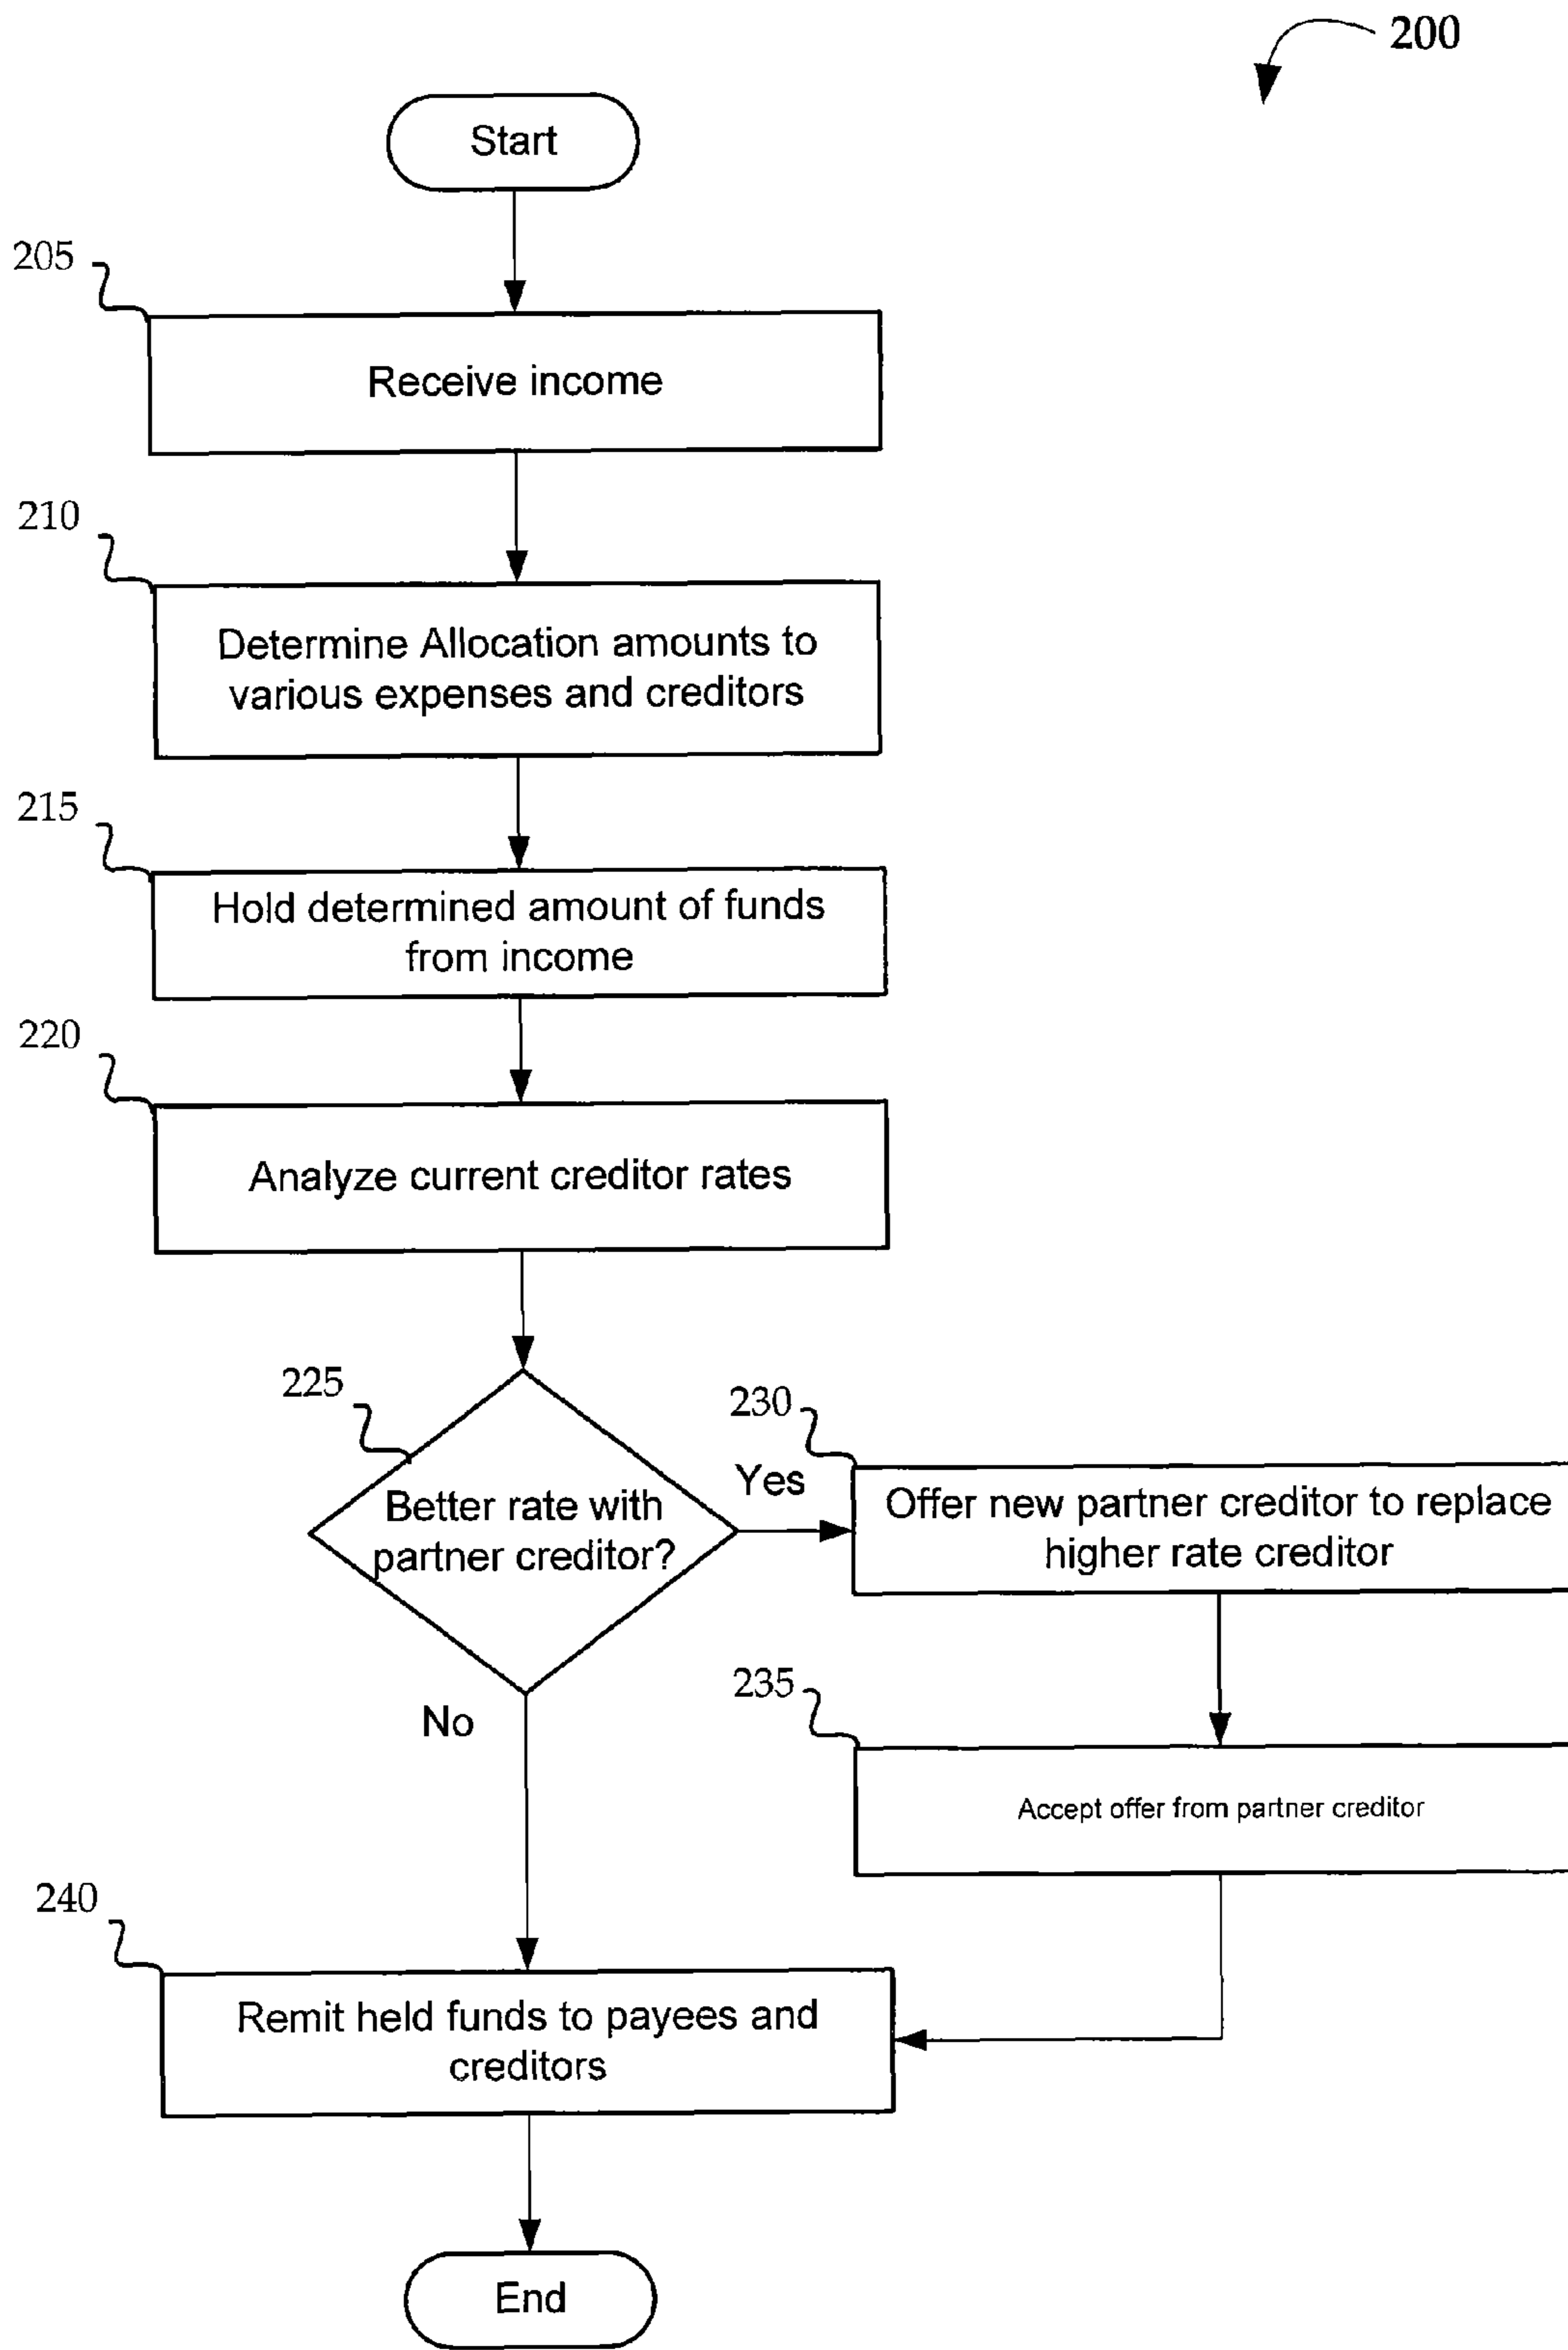 200
Start
205
Receive income
210
Determine Allocation amounts to
various expenses and creditors
215
Hold determined amount of funds
from income
220
Analyze current creditor rates
225
Better rate with
partner creditor?
Yes
230
Offer new partner creditor to replace
higher rate creditor
No
235
Accept offer from partner creditor
240
Remit held funds to payees and
creditors
End